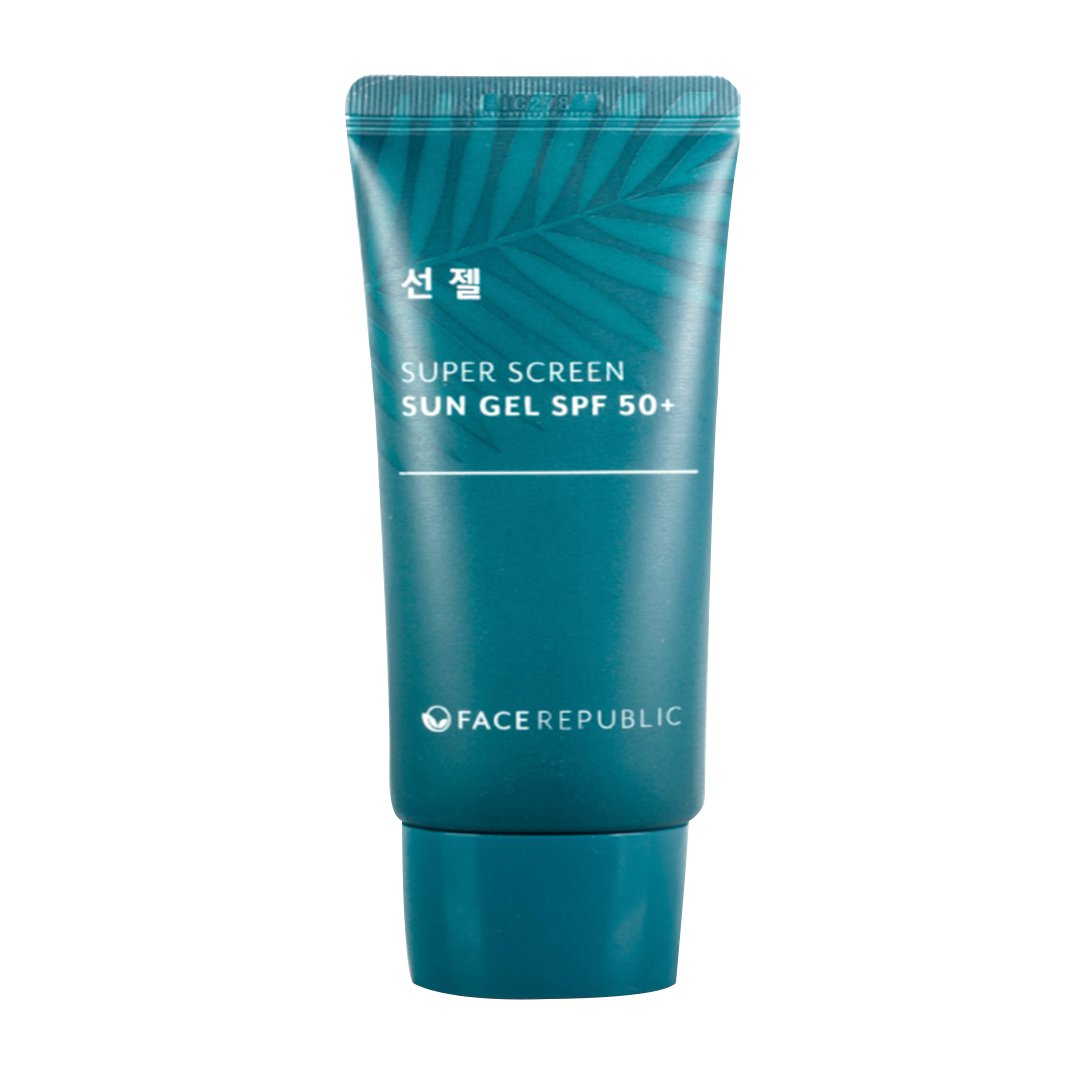 선 젤
SUPER SCREEN
SUN GEL SPF 50+
FACE REPUBLIC